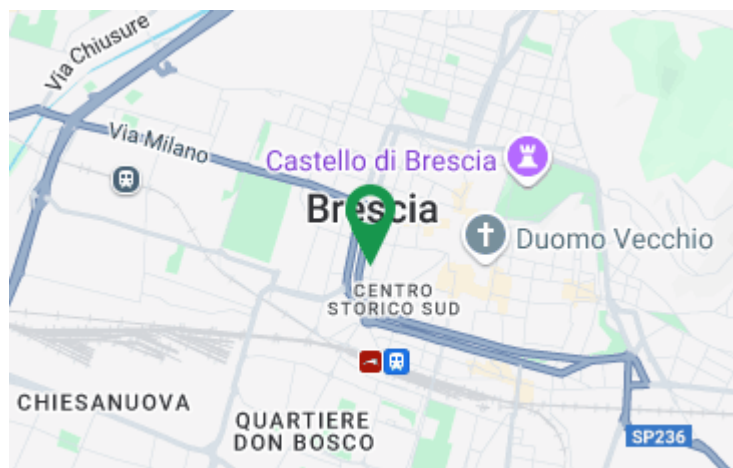 Via Chiusure
Via Milano
Castello di Brescia
Brescia
Duomo Vecchio
CENTRO
STORICO SUD
CHIESANUOVA
QUARTIERE
DON BOSCO
SP236